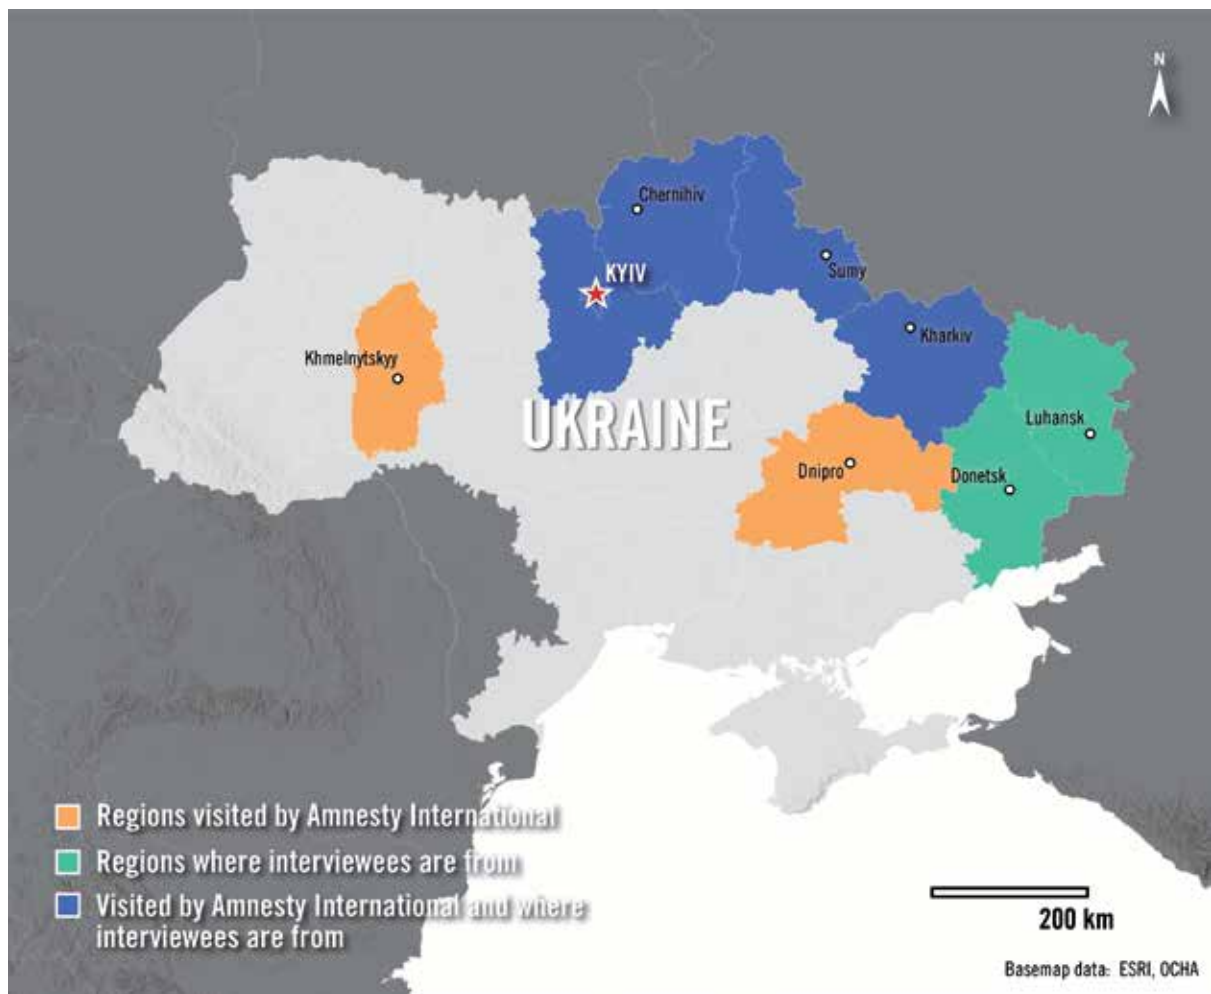 N
Chernihiv
KYIV
Sumy
Kharkiv
Khmelnytskyy
UKRAINE
Luhansk
Dnipro
Donetsk
Regions visited by Amnesty International
Regions where interviewees are from
Visited by Amnesty International and where
interviewees are from
200 km
Basemap data: ESRI, OCHA